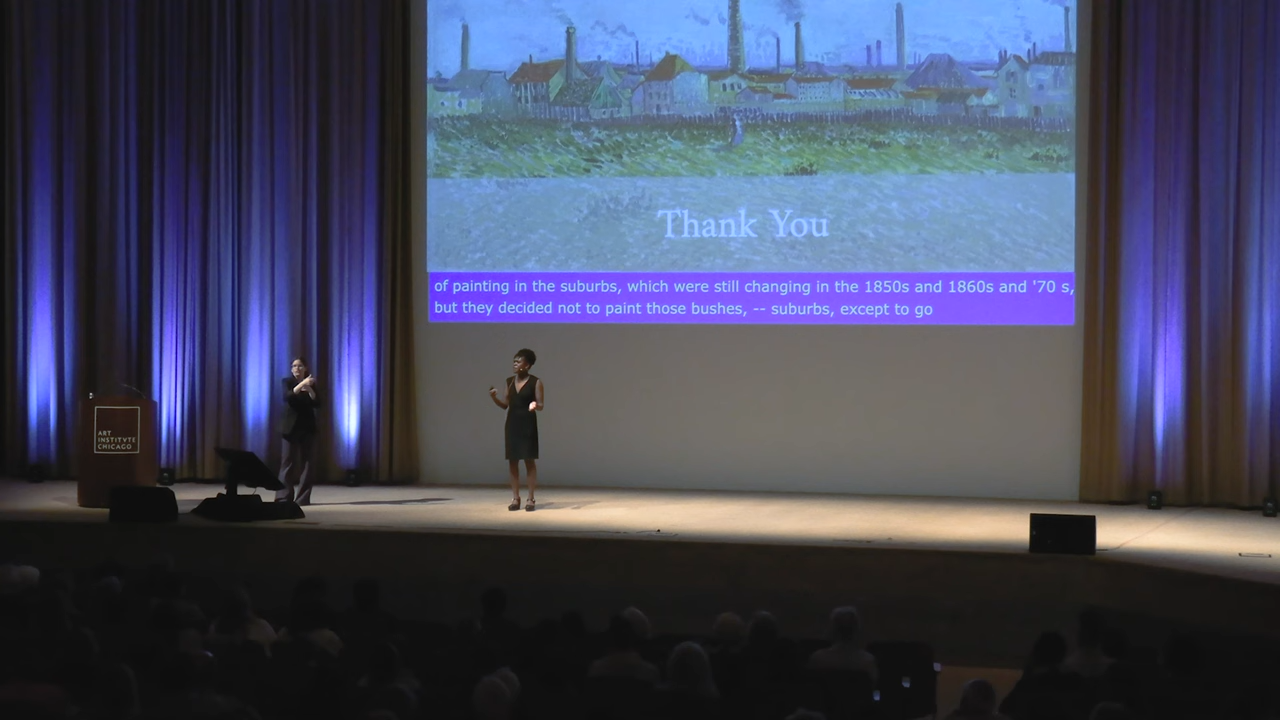 Thank You
of painting in the suburbs, which were still changing in the 1850s and 1860s and '70 s,
but they decided not to paint those bushes, -- suburbs, except to go
ART
INSTITVTE
CHICAGO